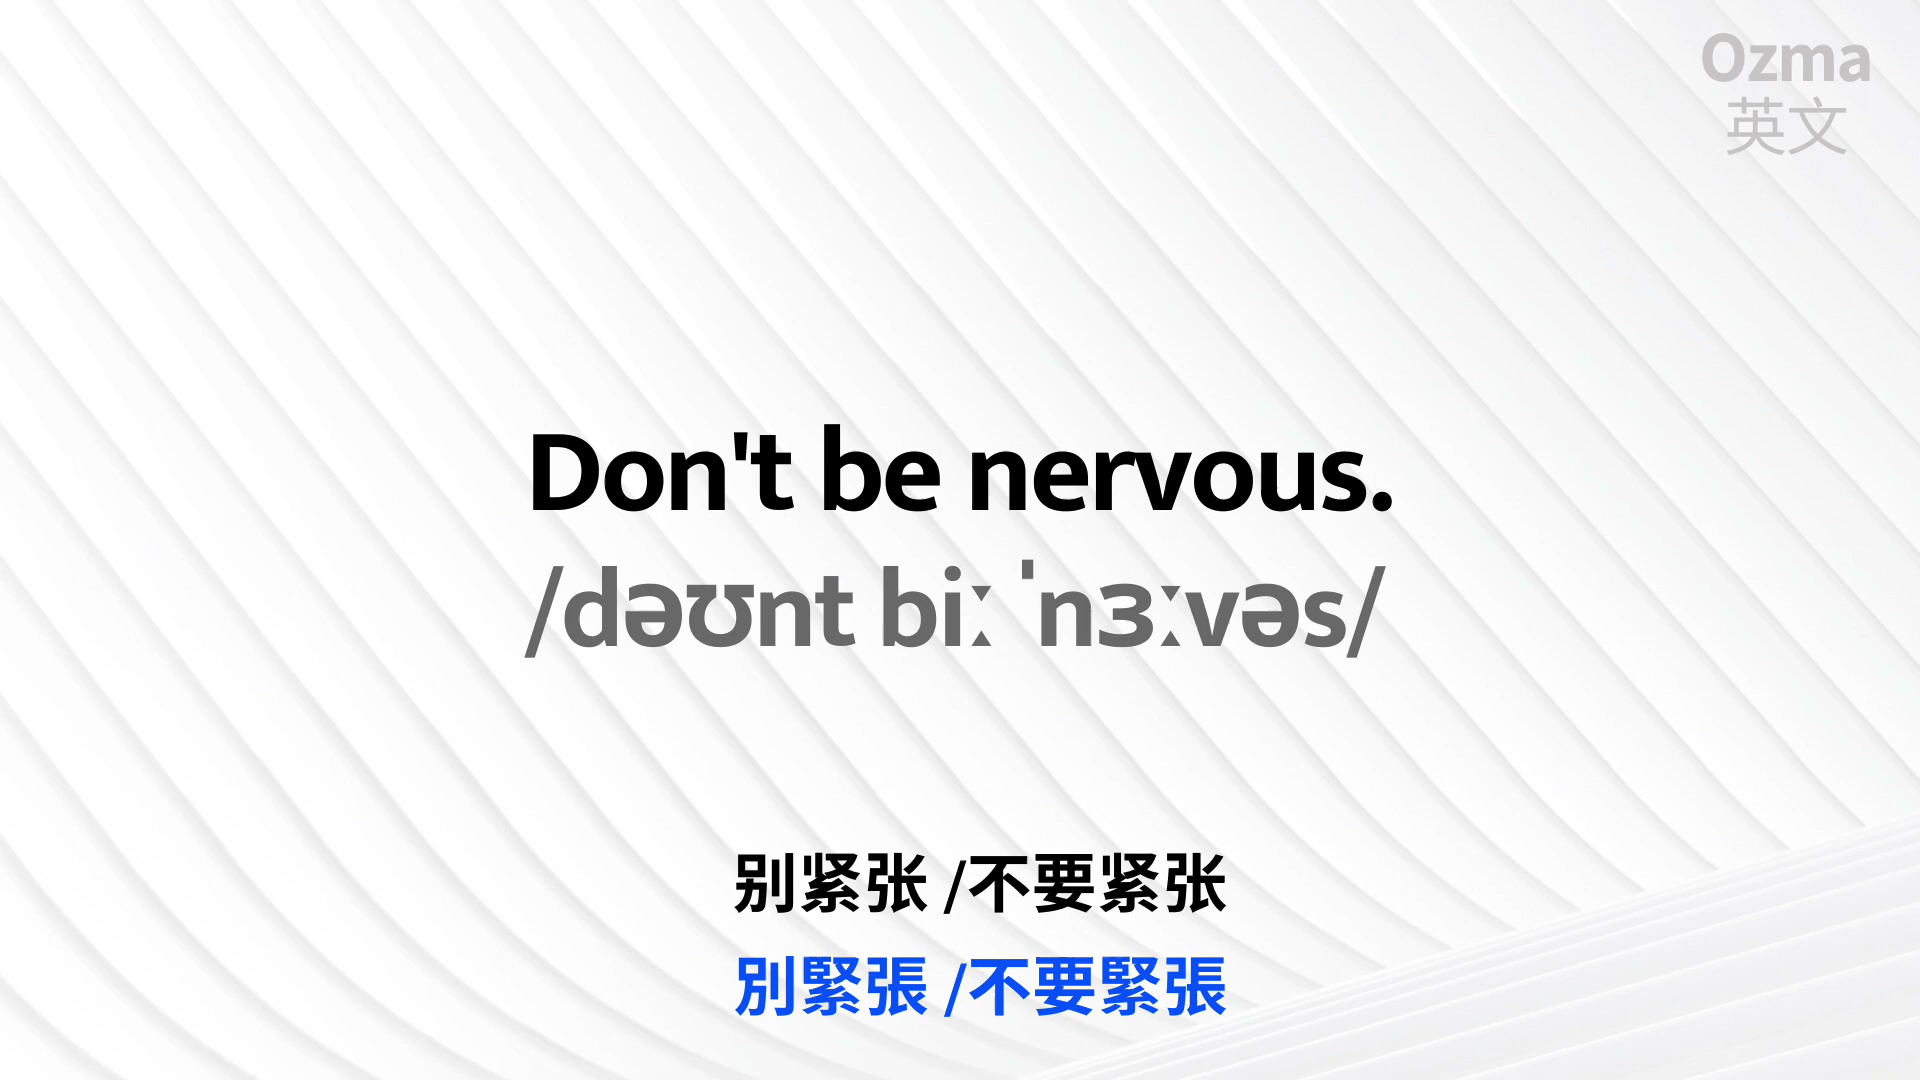 Ozma
英文
Don't be nervous.
/dəʊnt biː ˈnɜːvəs/
别紧张 /不要紧张
別緊張 /不要緊張